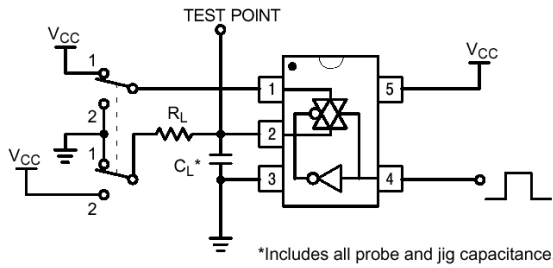 TEST POINT
VCC
1
2
1
VCC
2
RL
CL*
1
2
3
5
4
VCC
*Includes all probe and jig capacitance